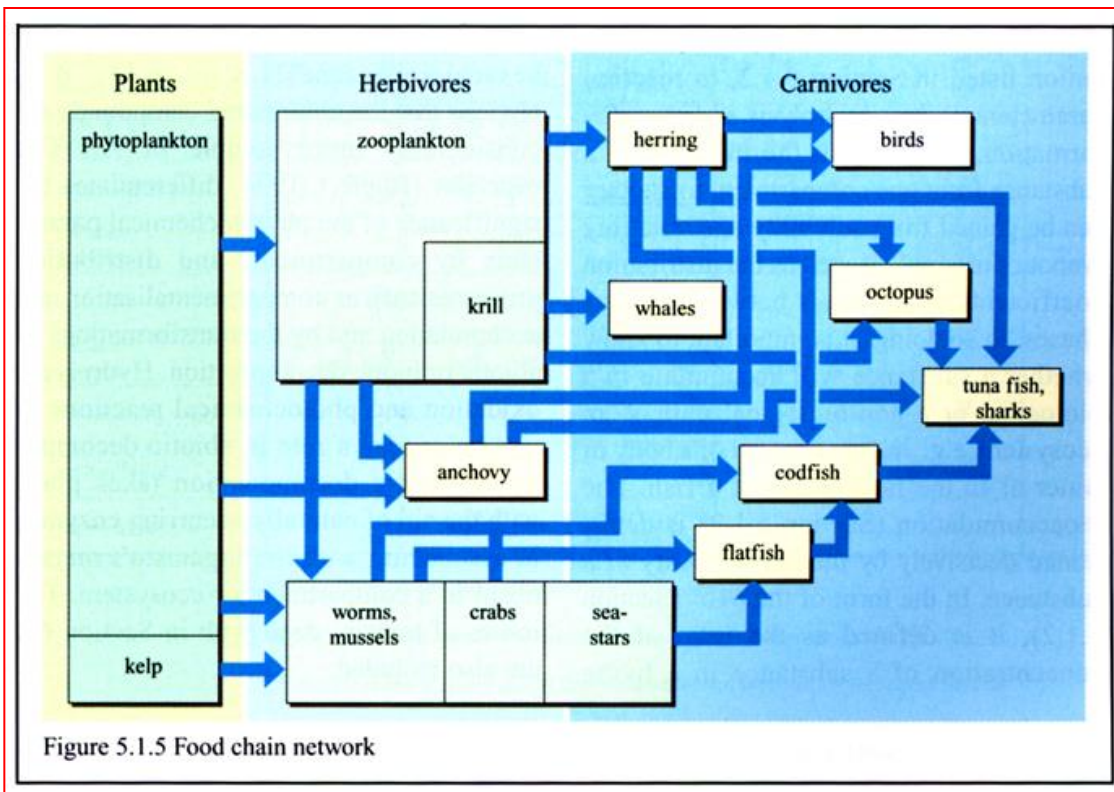 Plants
Herbivores
Carnivores
phytoplankton
zooplankton
herring
birds
krill
whales
octopus
tuna fish,
sharks
anchovy
codfish
flatfish
worms,
mussels
crabs
sea-
stars
kelp
Figure 5.1.5 Food chain network